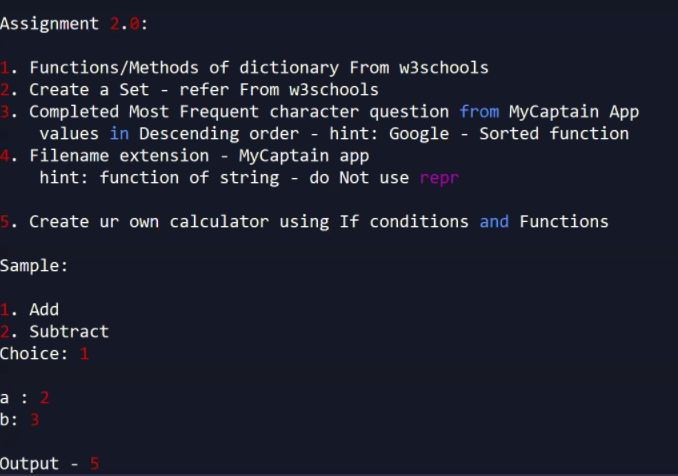 Assignment 2.0:
1. Functions/Methods of dictionary From w3schools
2. Create a Set - refer From w3schools
3. Completed Most Frequent character question from MyCaptain App
values in Descending order - hint: Google - Sorted function
4. Filename extension - MyCaptain app
hint: function of string - do Not use repr
5. Create ur own calculator using If conditions and Functions
Sample:
1. Add
2. Subtract
Choice: 1
a : 2
b: 3
Output - 5